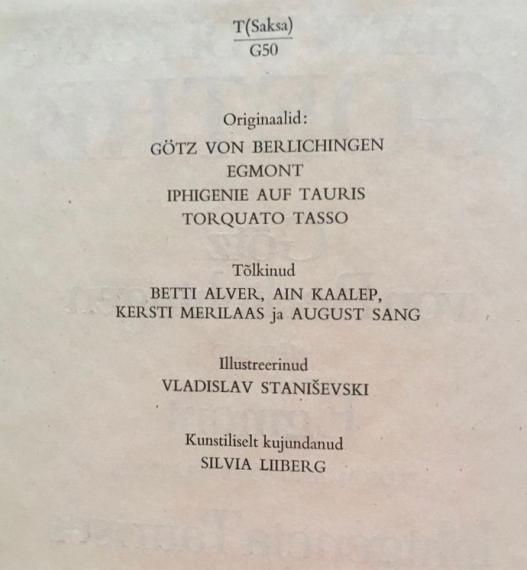 T(Saksa)
G50
Originaalid:
GÖTZ VON BERLICHINGEN
EGMONT
IPHIGENIE AUF TAURIS
TORQUATO TASSO
Tõlkinud
BETTI ALVER, AIN KAALEP,
KERSTI MERILAAS ja AUGUST SANG
Illustreerinud
VLADISLAV STANIŠEVSKI
Kunstiliselt kujundanud
SILVIA LIIBERG